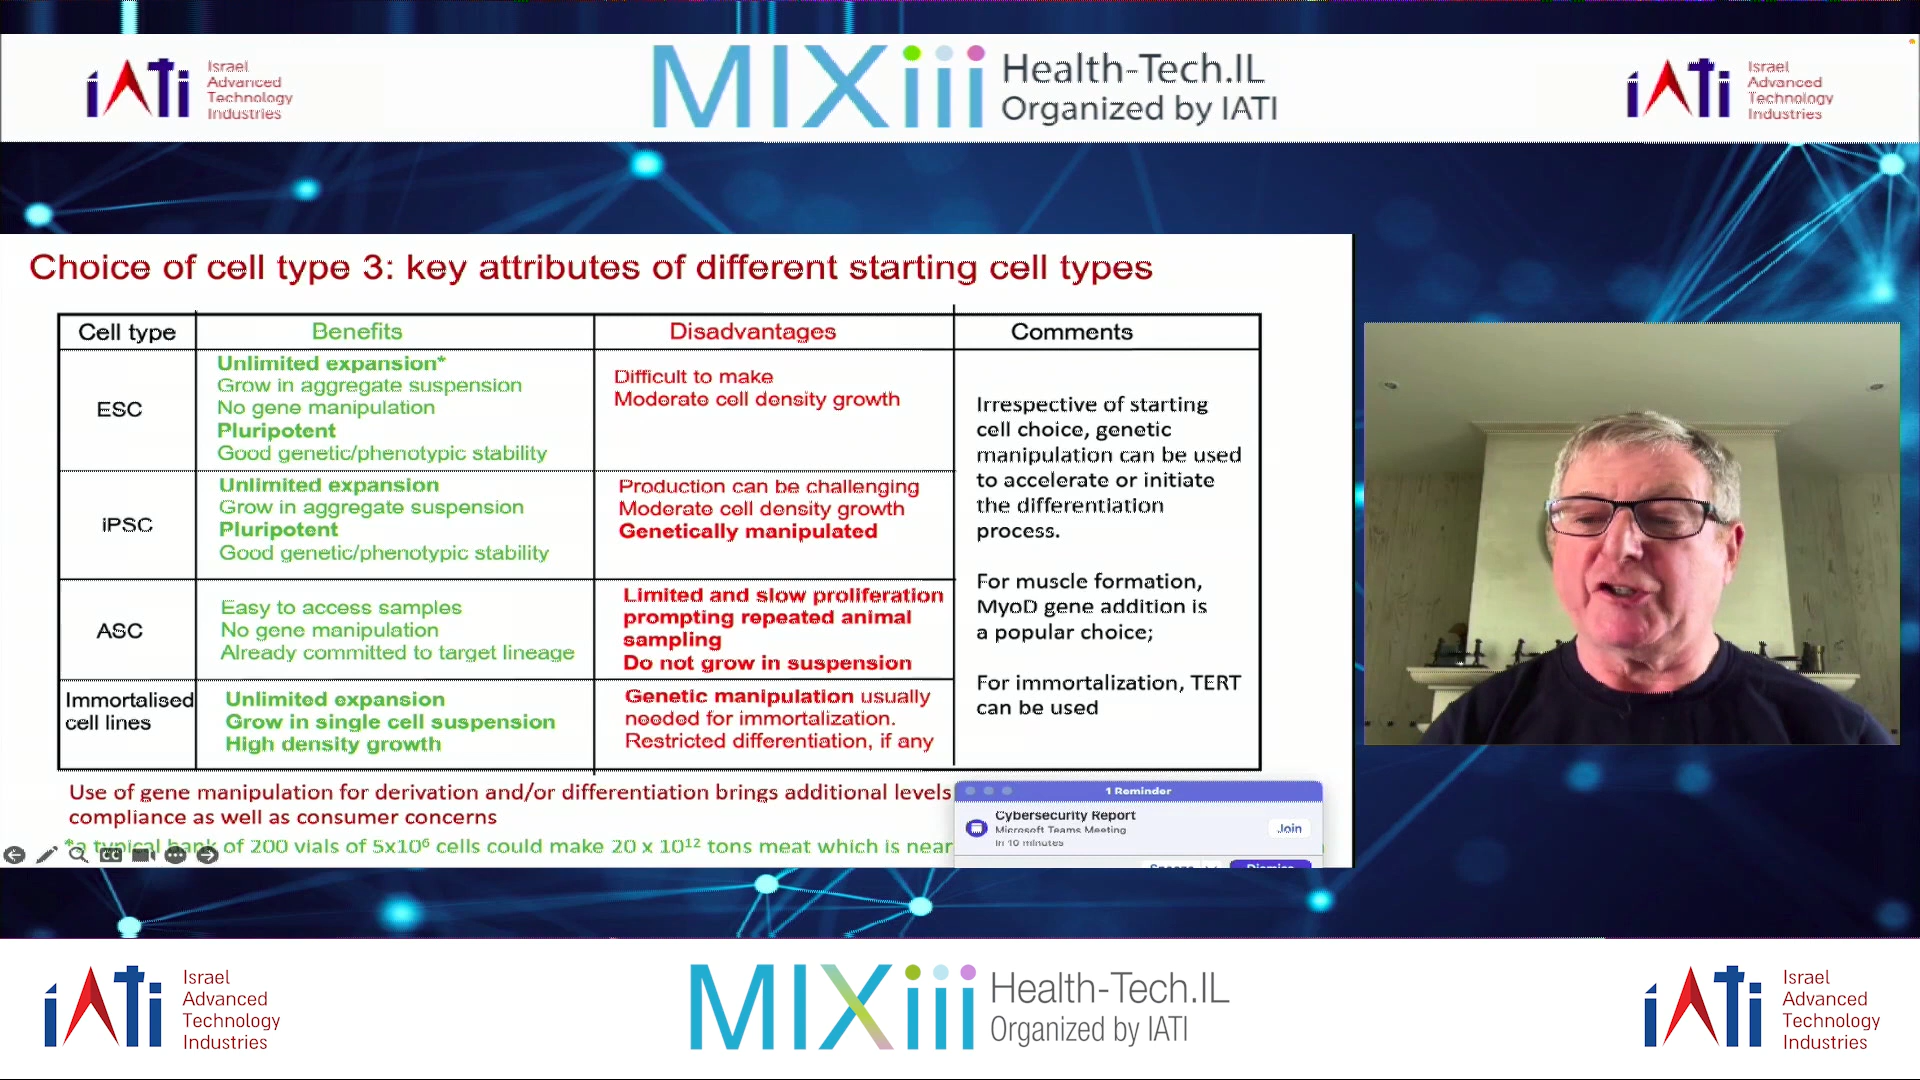 iATi
Israel
Advanced
Technology
Industries
MIXiii
Health-Tech.IL
Organized by IATI
iATi
Israel
Advanced
Technology
Industries
Choice of cell type 3: key attributes of different starting cell types
Cell type
Benefits
Disadvantages
Comments
ESC
Unlimited expansion*
Grow in aggregate suspension
No gene manipulation
Pluripotent
Good genetic/phenotypic stability
Difficult to make
Moderate cell density growth
iPSC
Unlimited expansion
Grow in aggregate suspension
Pluripotent
Good genetic/phenotypic stability
Production can be challenging
Moderate cell density growth
Genetically manipulated
ASC
Easy to access samples
No gene manipulation
Already committed to target lineage
Limited and slow proliferation
prompting repeated animal
sampling
Do not grow in suspension
Immortalised
cell lines
Unlimited expansion
Grow in single cell suspension
High density growth
Genetic manipulation usually
needed for immortalization.
Restricted differentiation, if any
Irrespective of starting
cell choice, genetic
manipulation can be used
to accelerate or initiate
the differentiation
process.
For muscle formation,
MyoD gene addition is
a popular choice;
For immortalization, TERT
can be used
Use of gene manipulation for derivation and/or differentiation brings additional levels
compliance as well as consumer concerns
*a typical bank of 200 vials of 5x10⁶ cells could make 20 x 10¹² tons meat which is near
CC
1 Reminder
Cybersecurity Report
Microsoft Teams Meeting
In 10 minutes
Join
Snooze
Dismiss
iATi
Israel
Advanced
Technology
Industries
MIXiii
Health-Tech.IL
Organized by IATI
iATi
Israel
Advanced
Technology
Industries